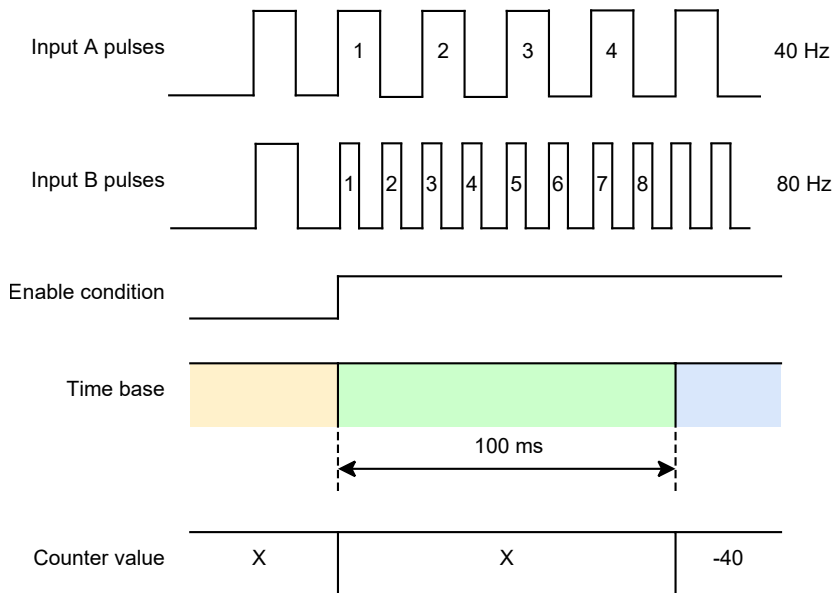 Input A pulses
1 2 3 4
40 Hz
Input B pulses
1 2 3 4 5 6 7 8
80 Hz
Enable condition
Time base
100 ms
Counter value
X
X
-40